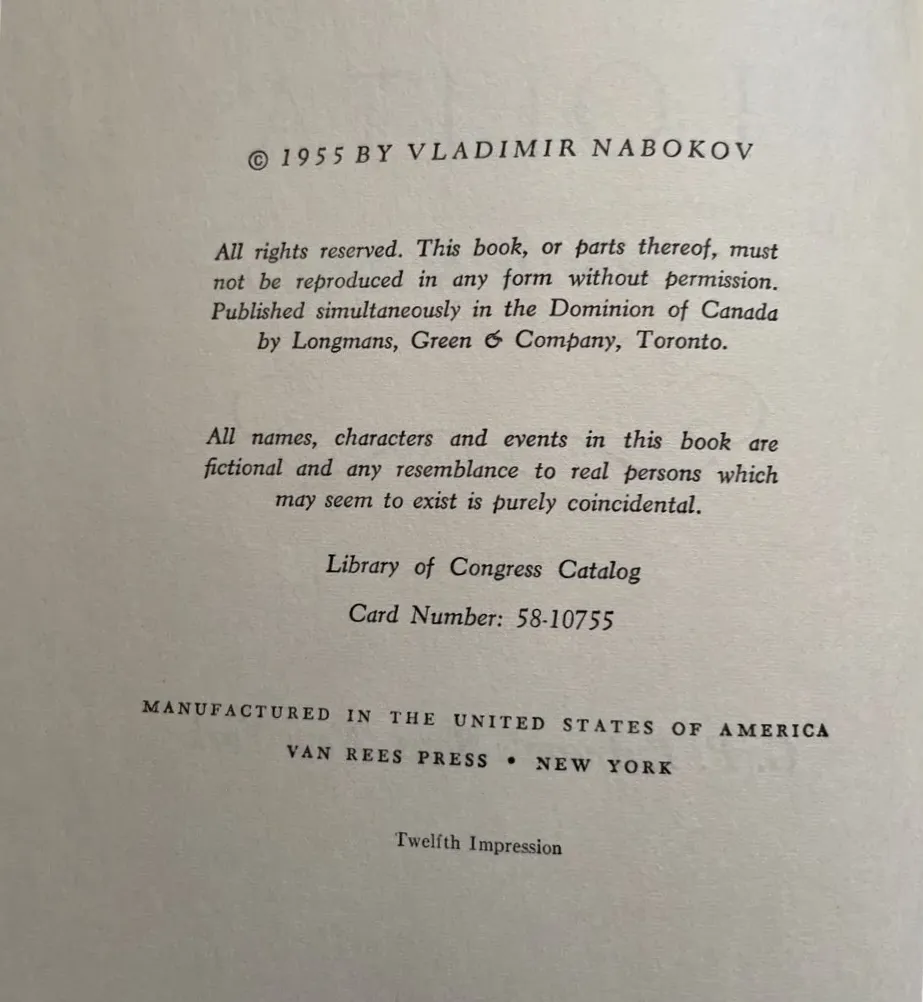 © 1955 BY VLADIMIR NABOKOV
All rights reserved. This book, or parts thereof, must
not be reproduced in any form without permission.
Published simultaneously in the Dominion of Canada
by Longmans, Green & Company, Toronto.
All names, characters and events in this book are
fictional and any resemblance to real persons which
may seem to exist is purely coincidental.
Library of Congress Catalog
Card Number: 58-10755
MANUFACTURED IN THE UNITED STATES OF AMERICA
VAN REES PRESS • NEW YORK
Twelfth Impression